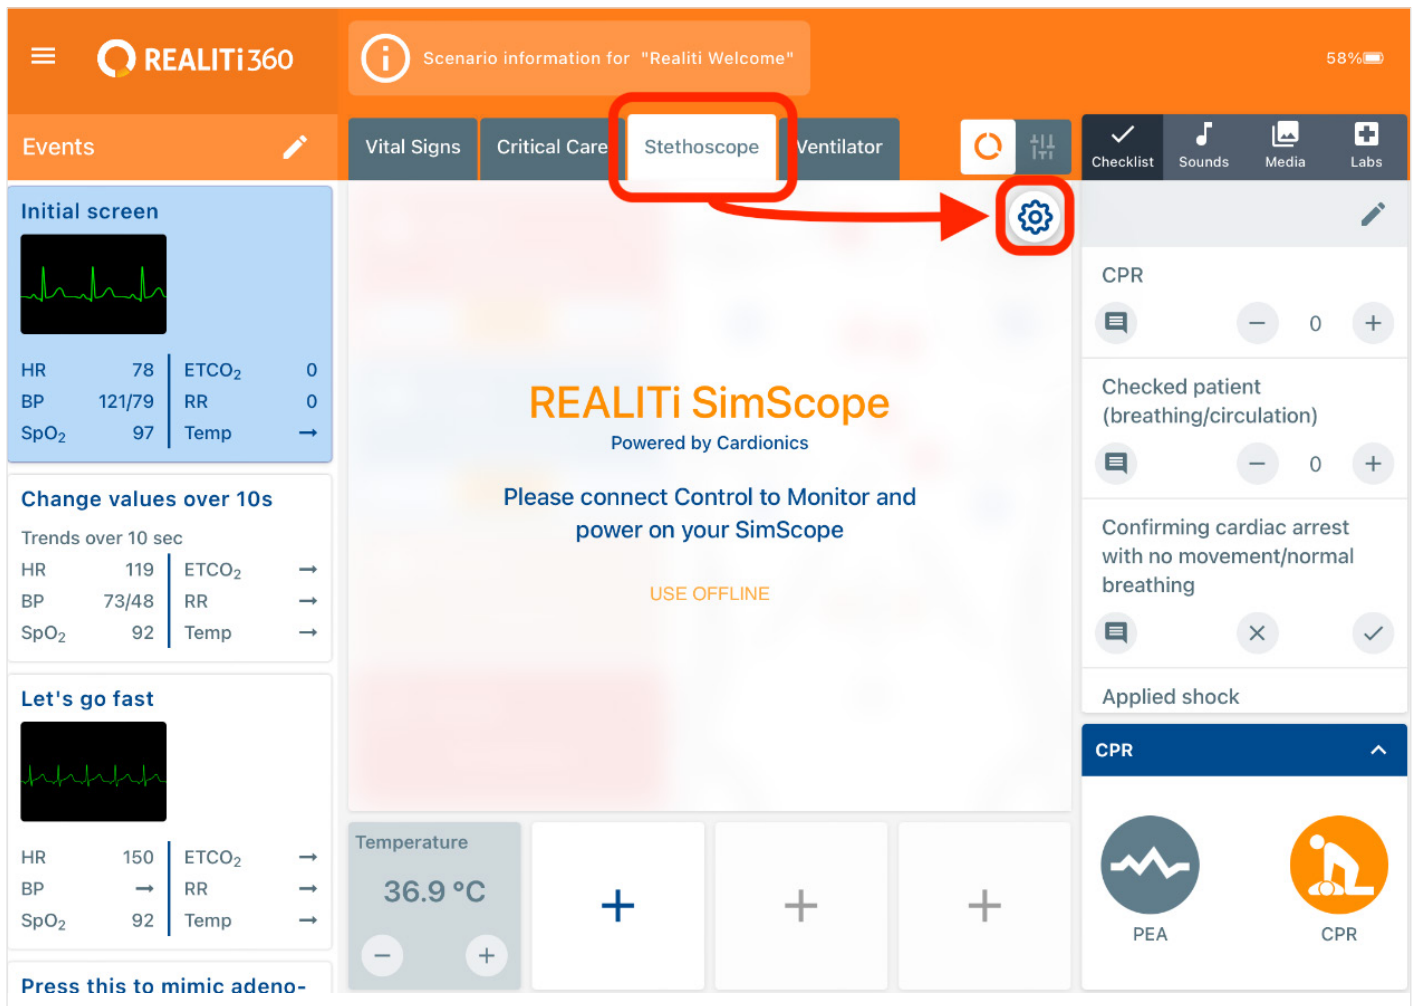 REALITi360
Scenario information for "Realiti Welcome"
58%
Events
Vital Signs
Critical Care
Stethoscope
Ventilator
Checklist
Sounds
Media
Labs
Initial screen
HR 78 ETCO₂ 0
BP 121/79 RR 0
SpO₂ 97 Temp →
Change values over 10s
Trends over 10 sec
HR 119 ETCO₂ →
BP 73/48 RR →
SpO₂ 92 Temp →
Let's go fast
HR 150 ETCO₂ →
BP → RR →
SpO₂ 92 Temp →
Press this to mimic adeno-
REALITi SimScope
Powered by Cardionics
Please connect Control to Monitor and
power on your SimScope
USE OFFLINE
Temperature
36.9 °C
− +
+
+
+
CPR
− 0 +
Checked patient
(breathing/circulation)
− 0 +
Confirming cardiac arrest
with no movement/normal
breathing
Applied shock
CPR
PEA
CPR